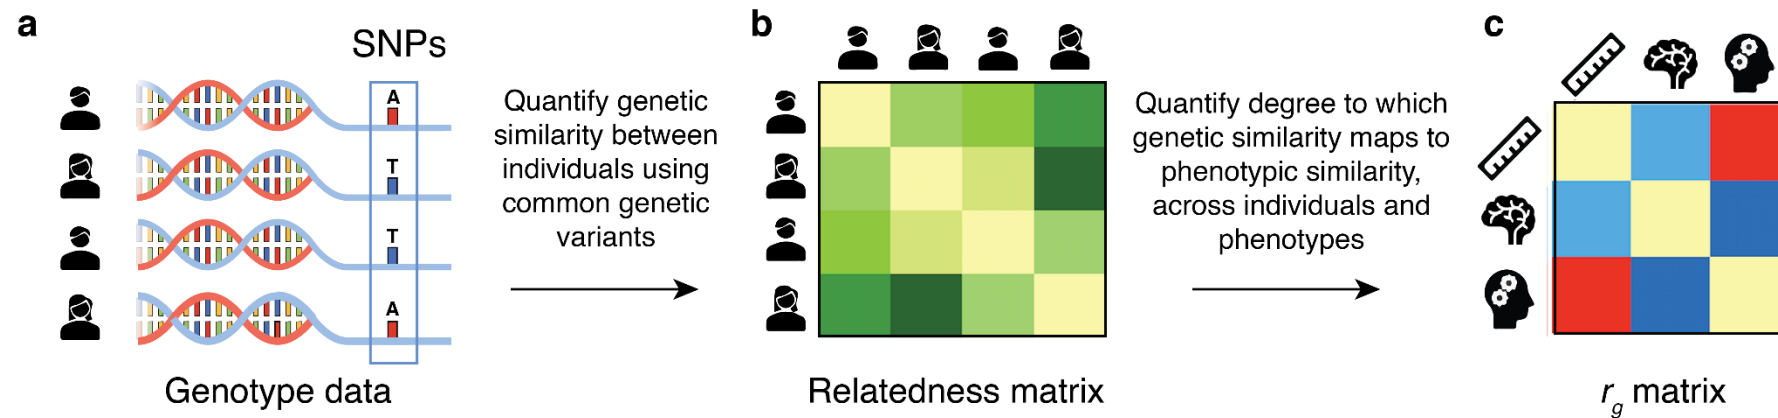 a
SNPs
A
T
T
A
Genotype data
Quantify genetic
similarity between
individuals using
common genetic
variants
b
Relatedness matrix
Quantify degree to which
genetic similarity maps to
phenotypic similarity,
across individuals and
phenotypes
c
rg matrix